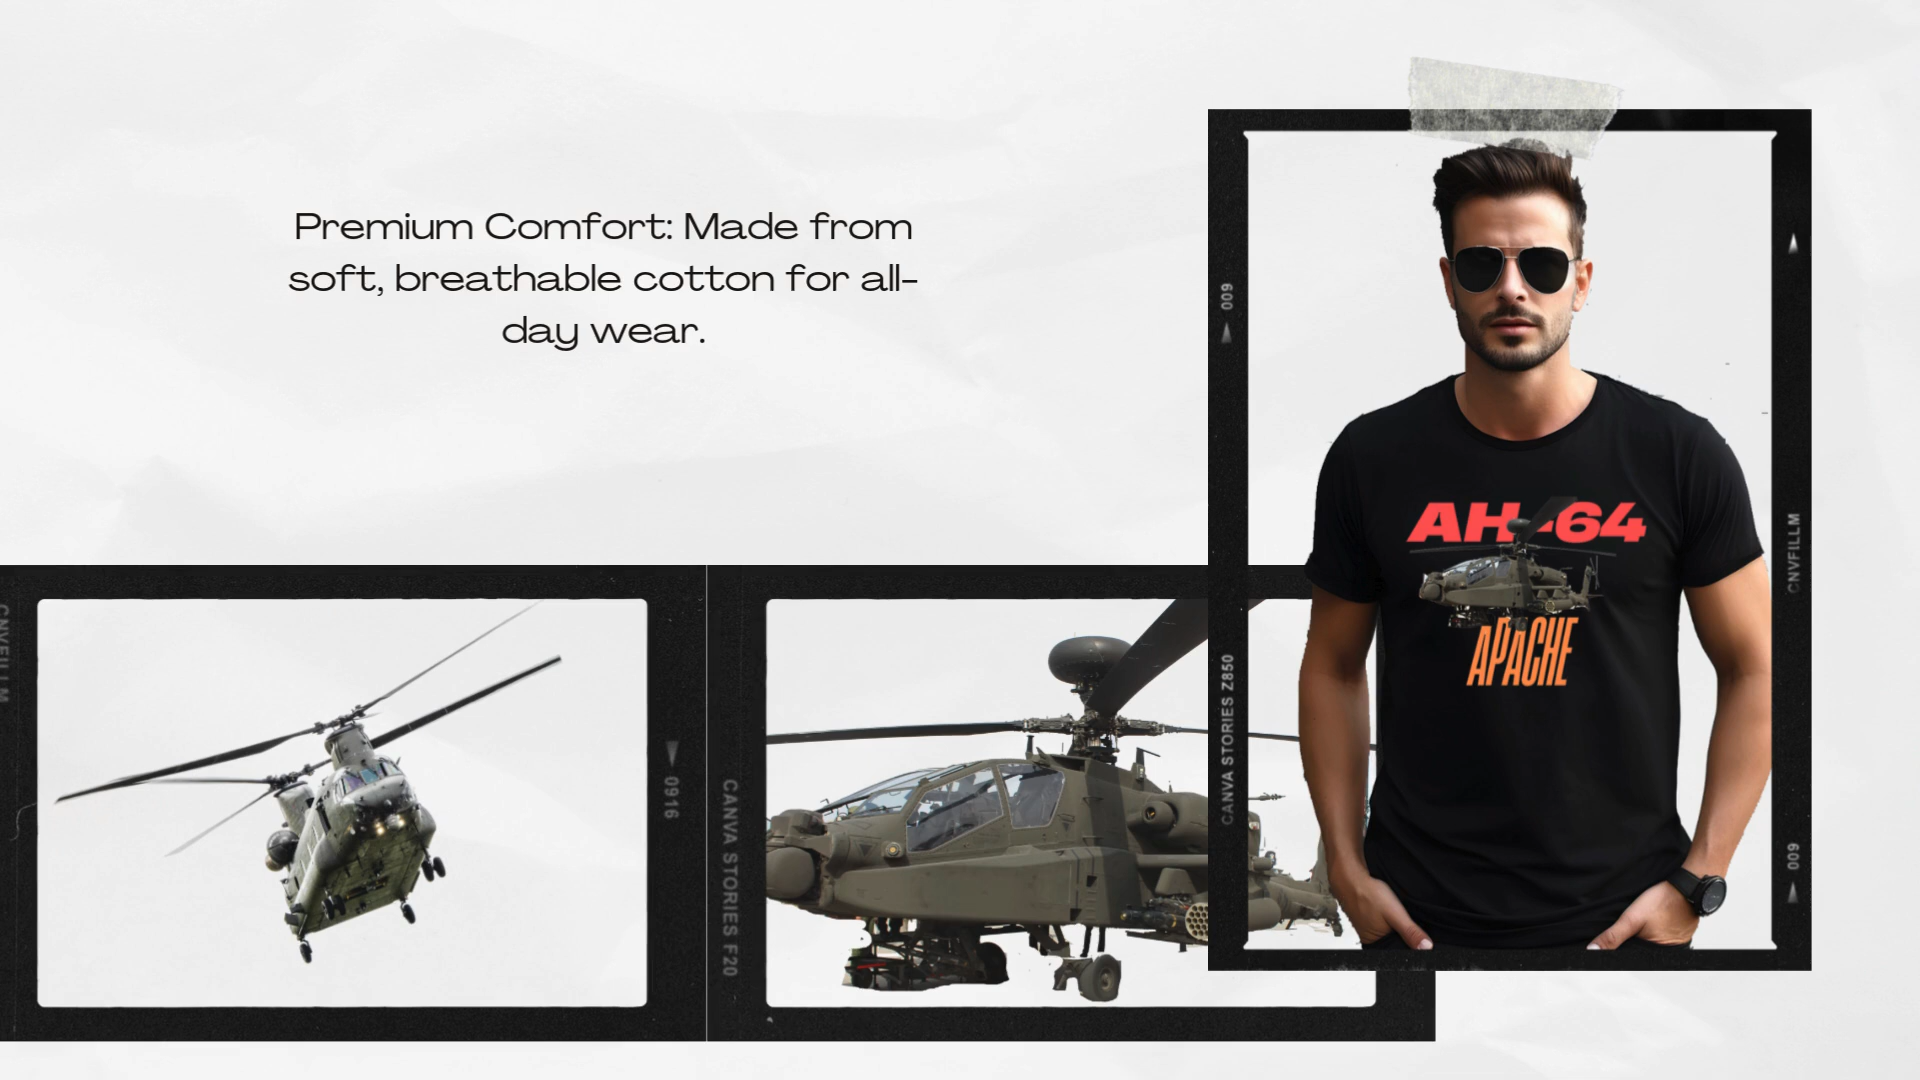 Premium Comfort: Made from
soft, breathable cotton for all-
day wear.
AH-64
APACHE
009
CANVA STORIES Z850
CNVFILLM
009
CNVFILLM
0916
CANVA STORIES F20